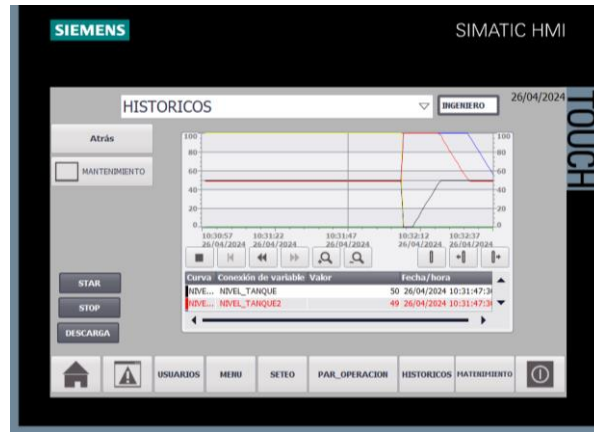 SIEMENS
SIMATIC HMI
TOUCH
HISTORICOS
INGENIERO
26/04/2024
Atrás
MANTENIMIENTO
100
80
60
40
20
0
100
80
60
40
20
0
10:30:57 10:31:22 10:31:47 10:32:12 10:32:37
26/04/2024 26/04/2024 26/04/2024 26/04/2024 26/04/2024
Curva Conexión de variable Valor Fecha/hora
NIVE... NIVEL_TANQUE 50 26/04/2024 10:31:47:3
NIVE... NIVEL_TANQUE2 49 26/04/2024 10:31:47:3
STAR
STOP
DESCARGA
USUARIOS MENU SETEO PAR_OPERACION HISTORICOS MATENIMIENTO